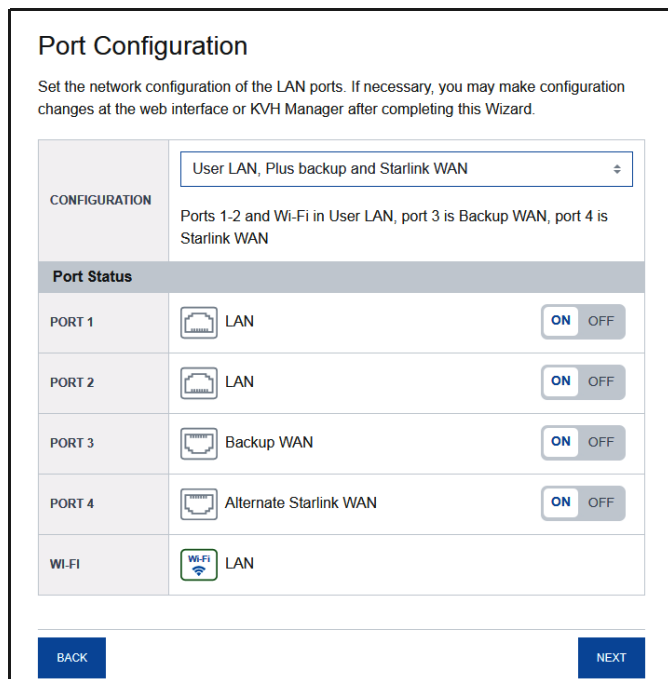 Port Configuration
Set the network configuration of the LAN ports. If necessary, you may make configuration
changes at the web interface or KVH Manager after completing this Wizard.
CONFIGURATION
User LAN, Plus backup and Starlink WAN
Ports 1-2 and Wi-Fi in User LAN, port 3 is Backup WAN, port 4 is
Starlink WAN
Port Status
PORT 1 LAN ON OFF
PORT 2 LAN ON OFF
PORT 3 Backup WAN ON OFF
PORT 4 Alternate Starlink WAN ON OFF
WI-FI Wi-Fi LAN
BACK NEXT